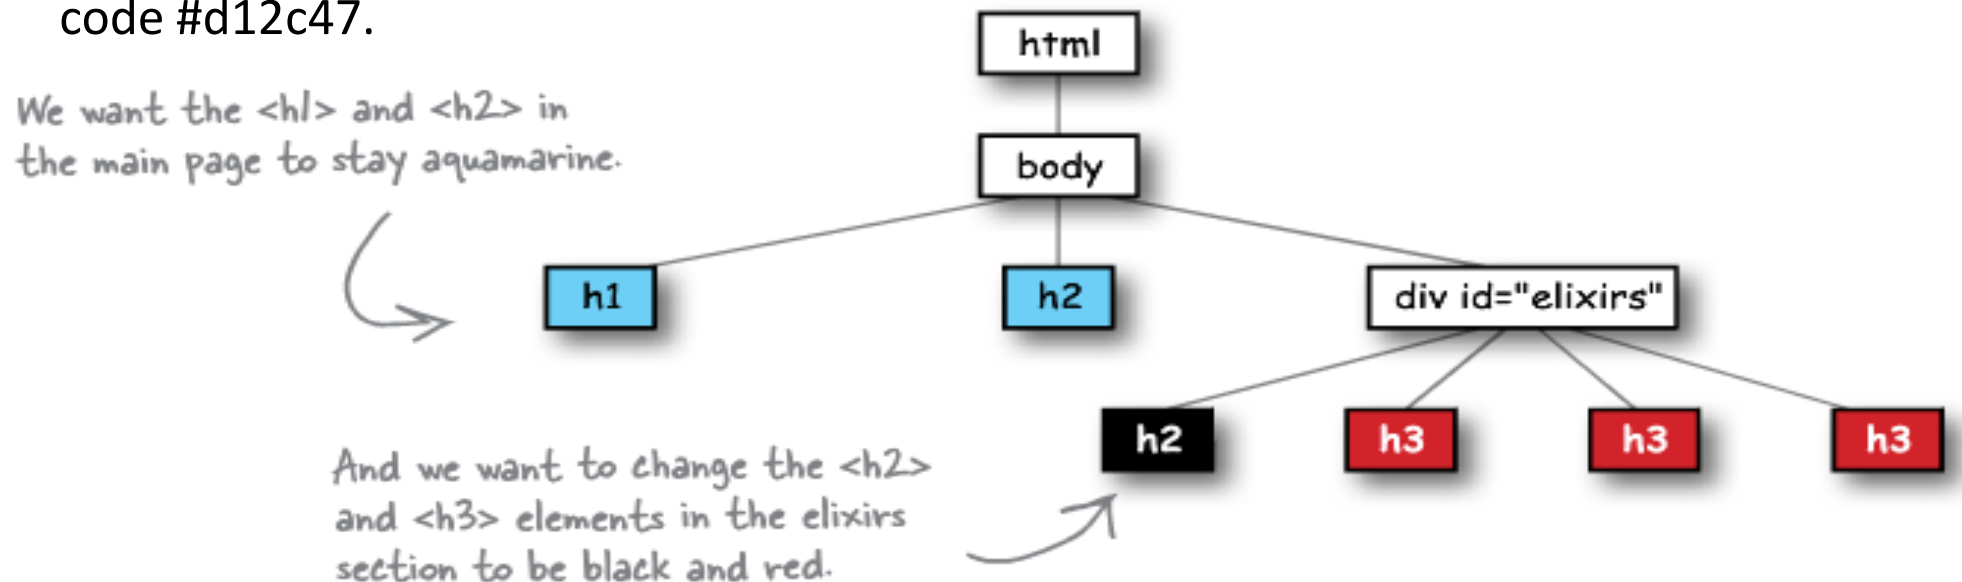 code #d12c47.
html
We want the <h1> and <h2> in
the main page to stay aquamarine.
body
h1
h2
div id="elixirs"
h2
h3
h3
h3
And we want to change the <h2>
and <h3> elements in the elixirs
section to be black and red.